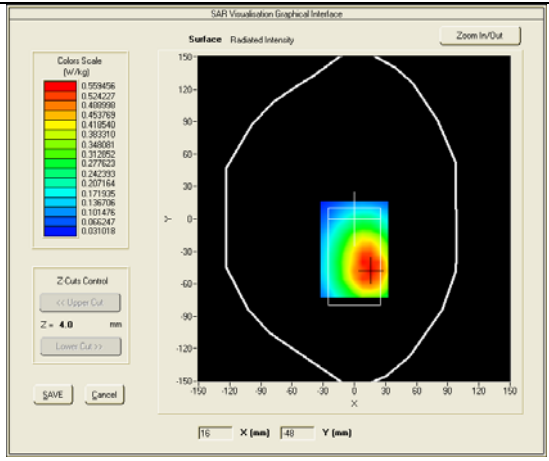 SAR Visualisation Graphical Interface
Surface Radiated Intensity
Zoom In/Out
Colors Scale
(W/kg)
0.559456
0.524227
0.488998
0.453769
0.418540
0.383310
0.348081
0.312852
0.277623
0.242393
0.207164
0.171935
0.136706
0.101476
0.066247
0.031018
Z Cuts Control
<< Upper Cut
Z = 4.0 mm
Lower Cut >>
SAVE
Cancel
150
120
90
60
30
0
-30
-60
-90
-120
-150
Y
-150 -120 -90 -60 -30 0 30 60 90 120 150
X
16 X (mm) -48 Y (mm)